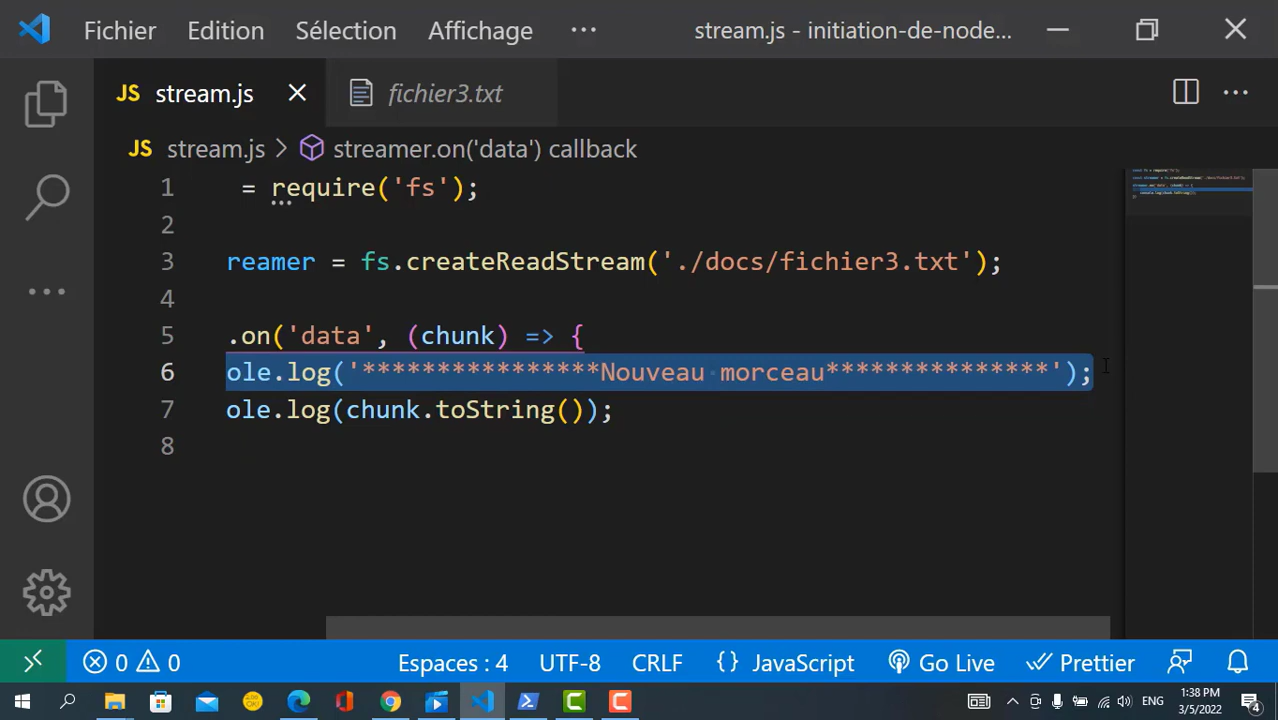 Fichier Edition Sélection Affichage ··· stream.js - initiation-de-node...
JS stream.js fichier3.txt ···
JS stream.js > streamer.on('data') callback
1 = require('fs');
2
3 reamer = fs.createReadStream('./docs/fichier3.txt');
4
5 .on('data', (chunk) => {
6 ole.log('****************Nouveau·morceau***************');
7 ole.log(chunk.toString());
8
0 0 Espaces : 4 UTF-8 CRLF {} JavaScript Go Live Prettier
ENG 1:38 PM
3/5/2022 4